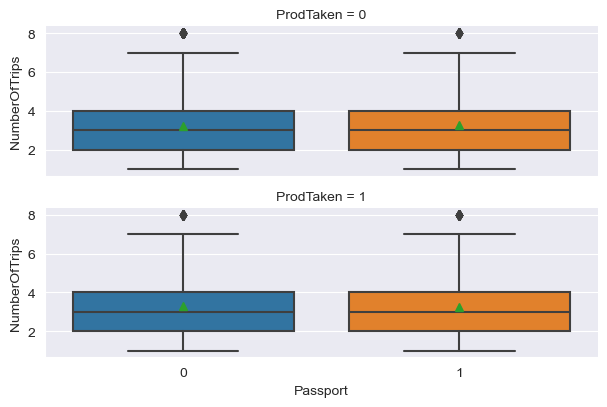 ProdTaken = 0
8
6
4
2
NumberOfTrips
ProdTaken = 1
8
6
4
2
NumberOfTrips
0 1
Passport